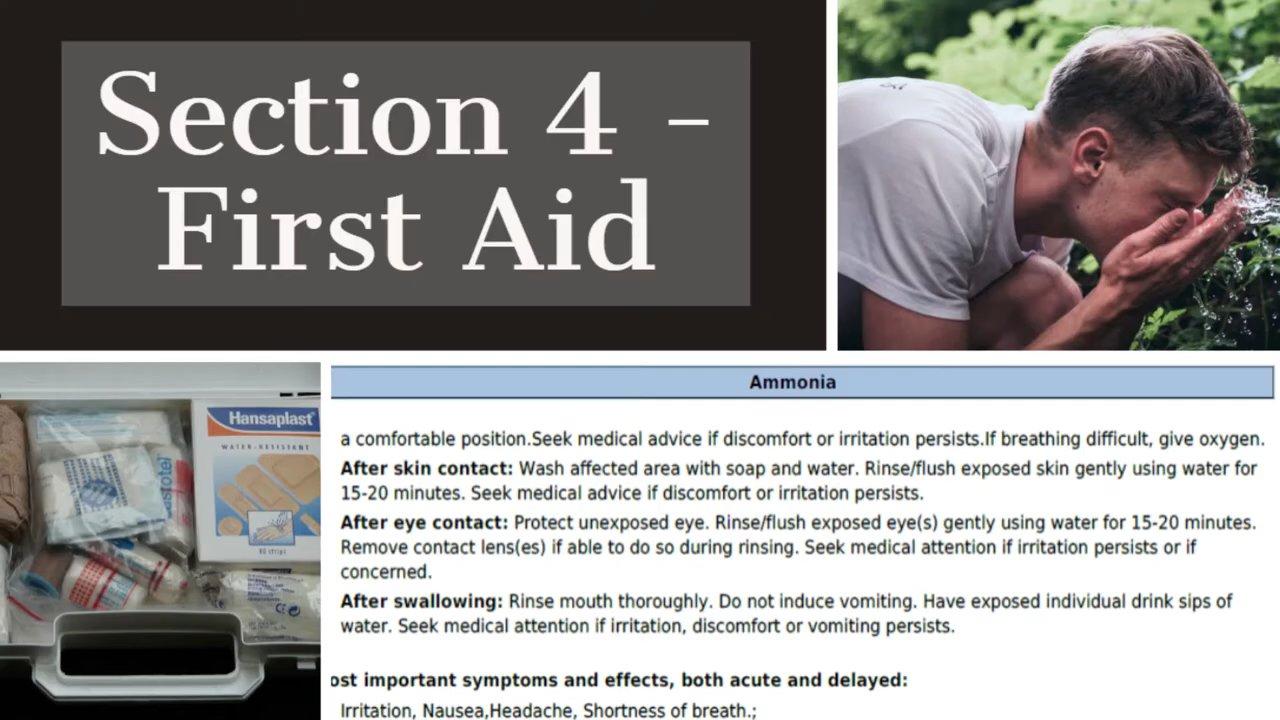 Section 4 -
First Aid
Hansaplast
WATER-RESISTANT
Ammonia
a comfortable position.Seek medical advice if discomfort or irritation persists.If breathing difficult, give oxygen.
After skin contact: Wash affected area with soap and water. Rinse/flush exposed skin gently using water for
15-20 minutes. Seek medical advice if discomfort or irritation persists.
After eye contact: Protect unexposed eye. Rinse/flush exposed eye(s) gently using water for 15-20 minutes.
Remove contact lens(es) if able to do so during rinsing. Seek medical attention if irritation persists or if
concerned.
After swallowing: Rinse mouth thoroughly. Do not induce vomiting. Have exposed individual drink sips of
water. Seek medical attention if irritation, discomfort or vomiting persists.
ost important symptoms and effects, both acute and delayed:
Irritation, Nausea,Headache, Shortness of breath.;